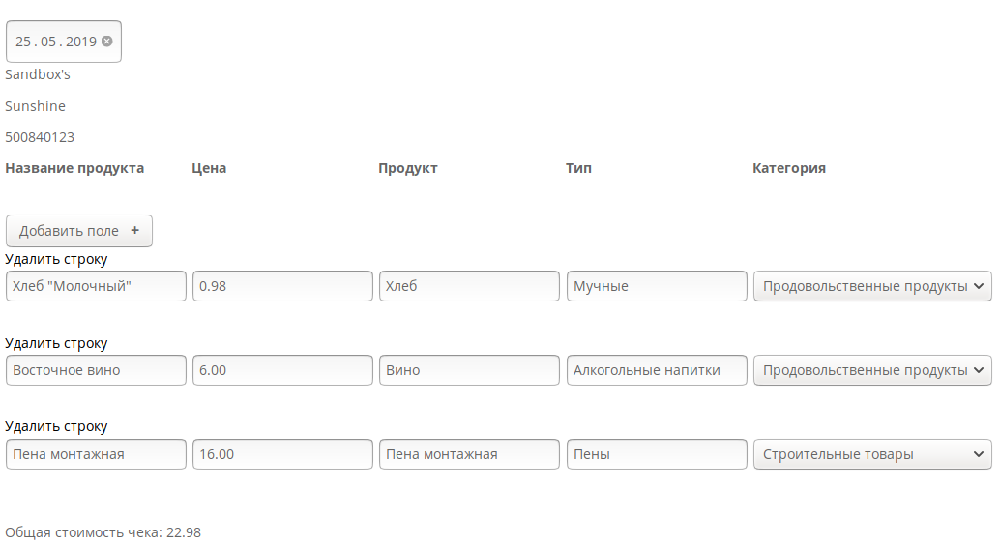 25.05.2019
Sandbox's
Sunshine
500840123
Название продукта Цена Продукт Тип Категория
Добавить поле +
Удалить строку
Хлеб "Молочный" 0.98 Хлеб Мучные Продовольственные продукты
Удалить строку
Восточное вино 6.00 Вино Алкогольные напитки Продовольственные продукты
Удалить строку
Пена монтажная 16.00 Пена монтажная Пены Строительные товары
Общая стоимость чека: 22.98